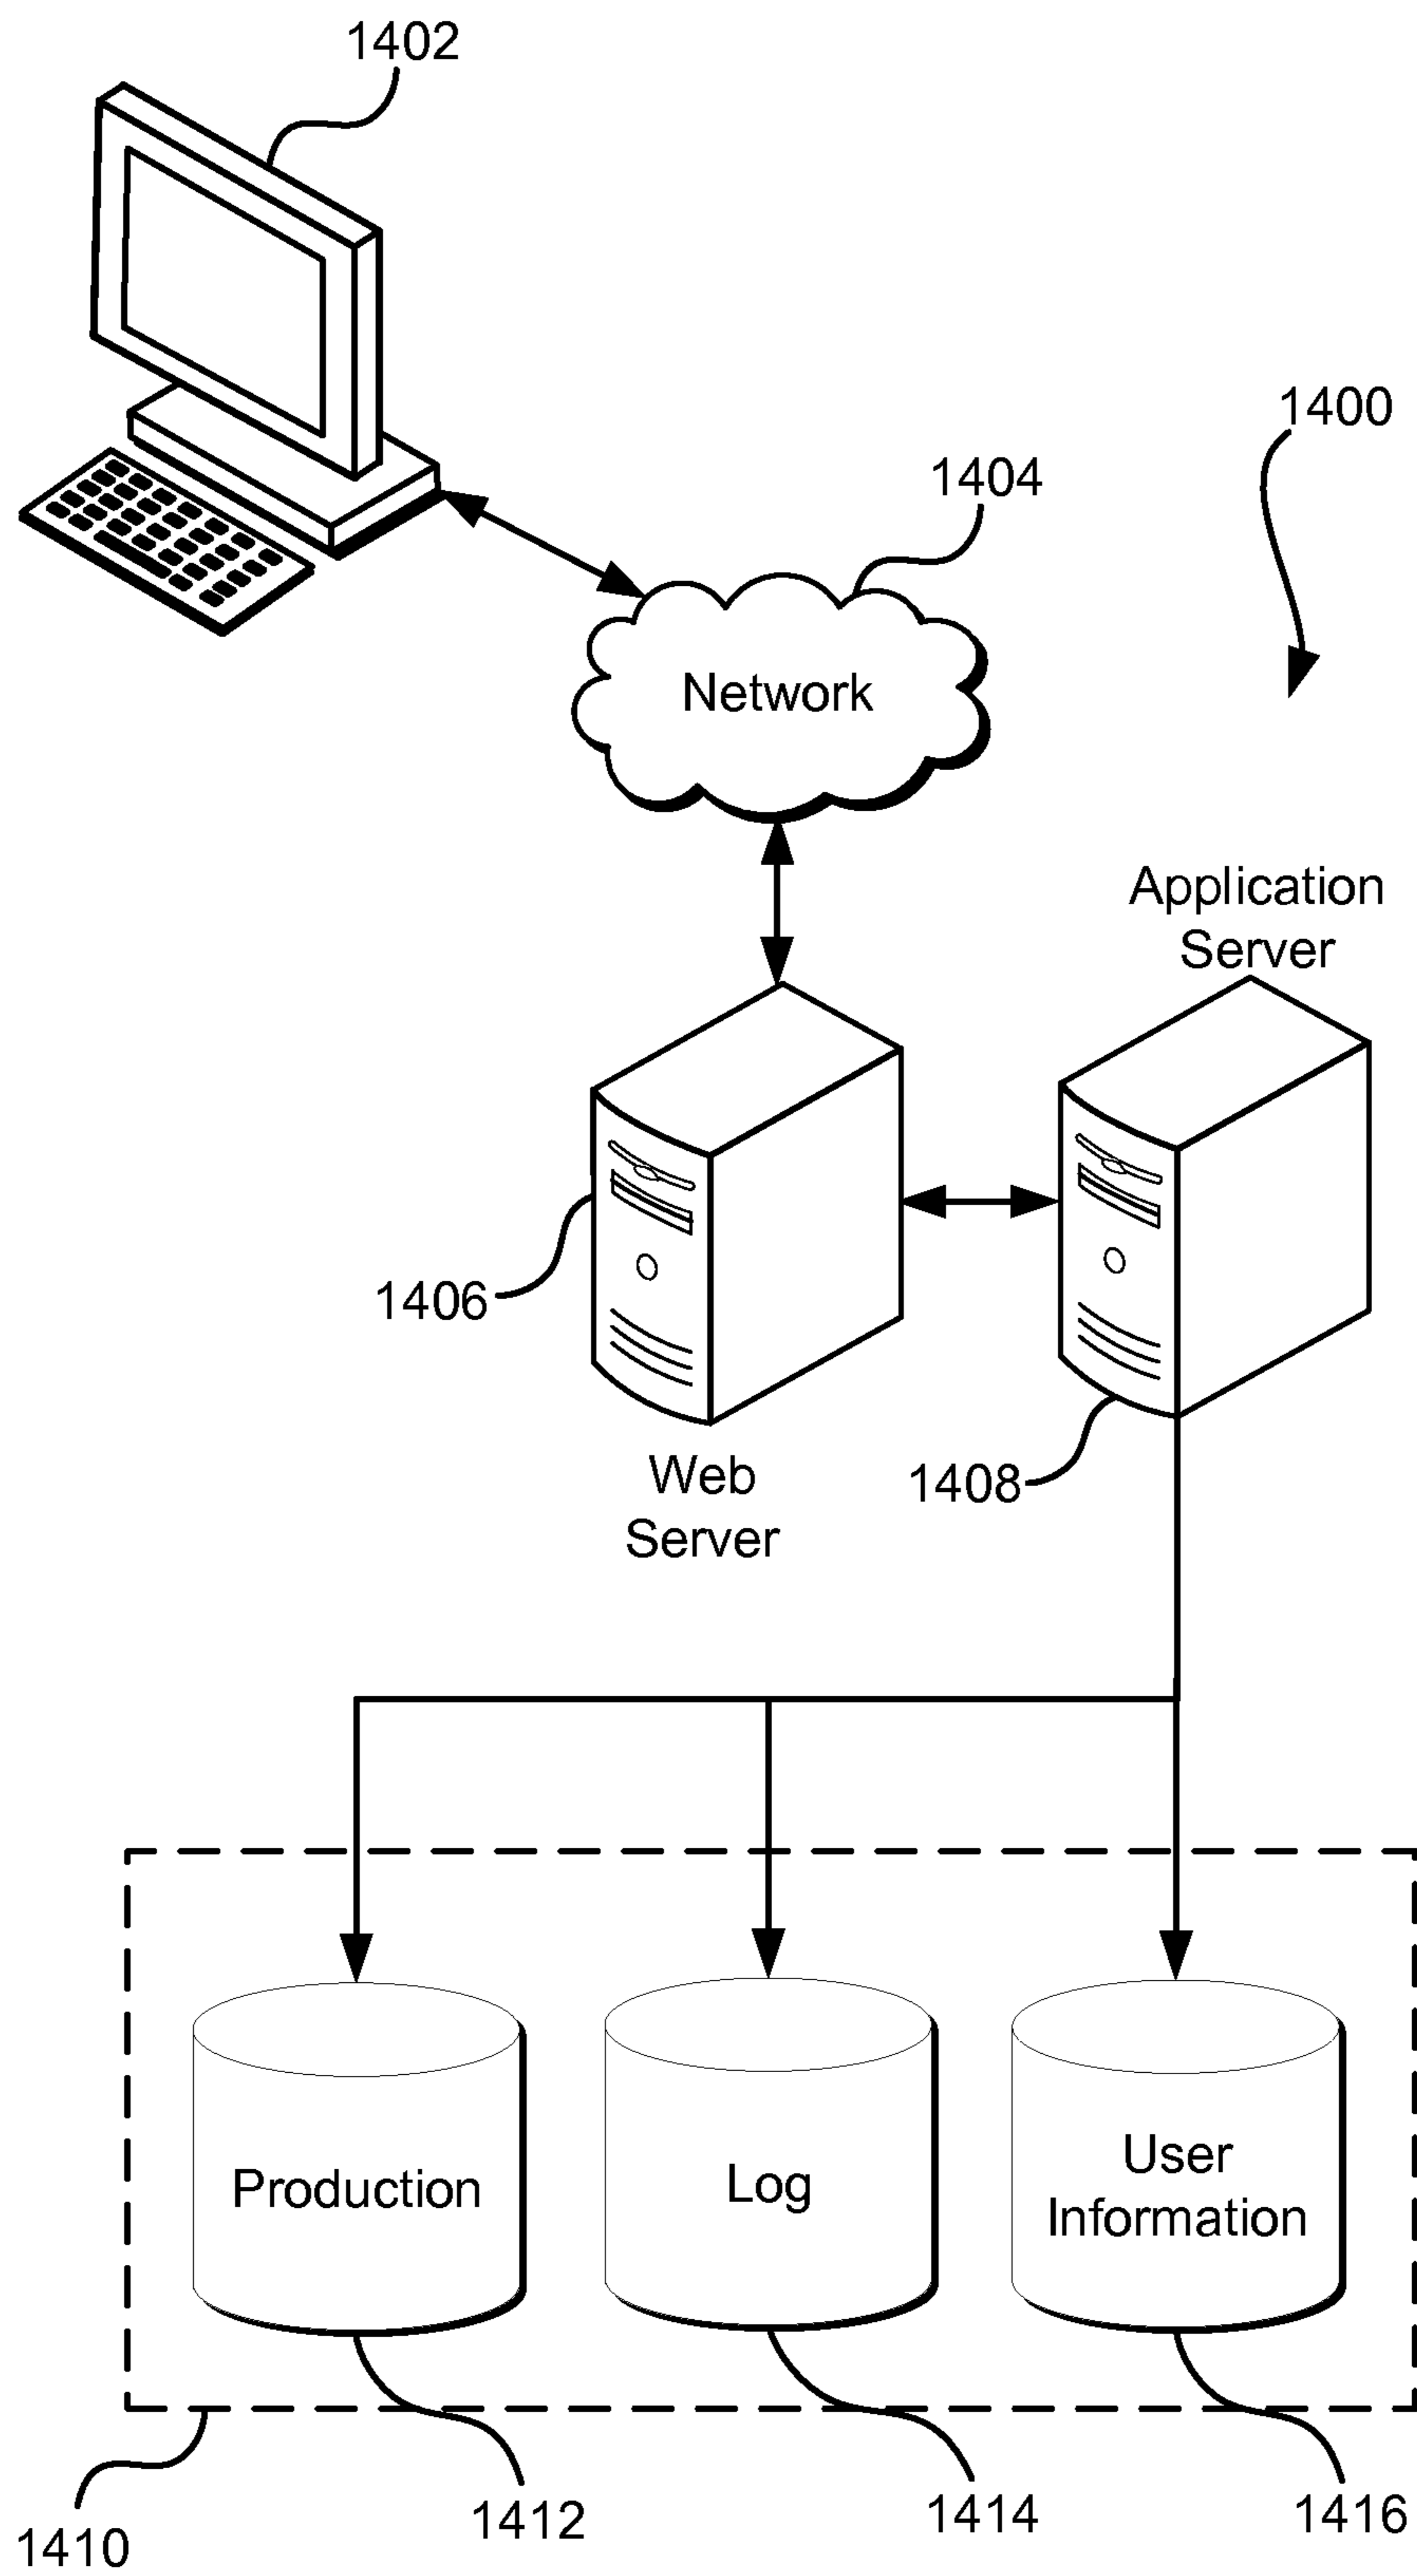 1402
1400
1404
Network
Application
Server
1406
Web
Server
1408
Production
Log
User
Information
1410
1412
1414
1416